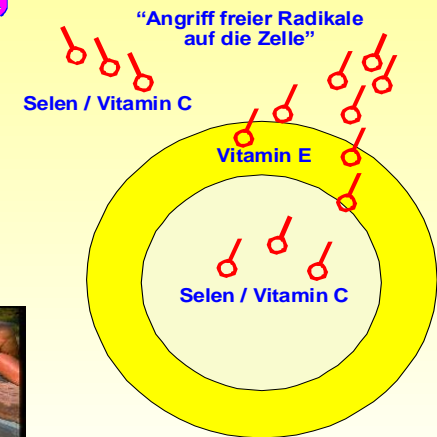 “Angriff freier Radikale
auf die Zelle”
Selen / Vitamin C
Vitamin E
Selen / Vitamin C